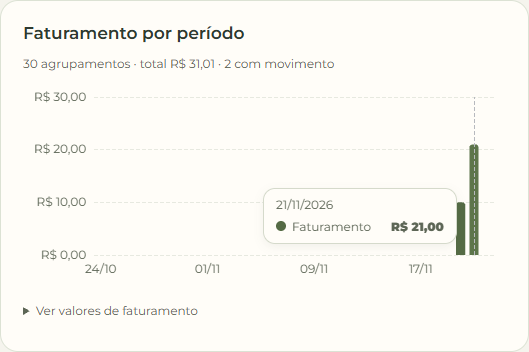 Faturamento por período
30 agrupamentos · total R$ 31,01 · 2 com movimento
R$ 30,00
R$ 20,00
R$ 10,00
R$ 0,00
21/11/2026
Faturamento R$ 21,00
24/10 01/11 09/11 17/11
Ver valores de faturamento